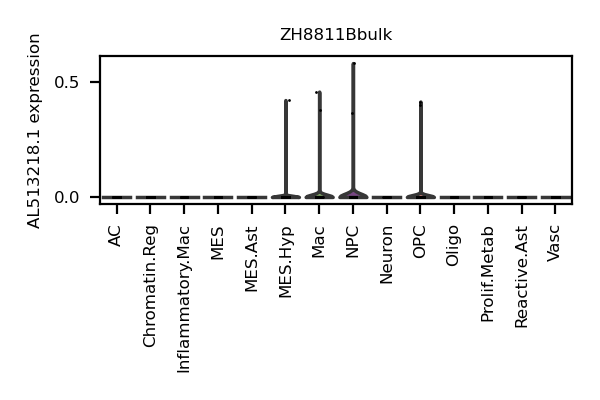 ZH8811Bbulk
AL513218.1 expression
0.5
0.0
AC
Chromatin.Reg
Inflammatory.Mac
MES
MES.Ast
MES.Hyp
Mac
NPC
Neuron
OPC
Oligo
Prolif.Metab
Reactive.Ast
Vasc